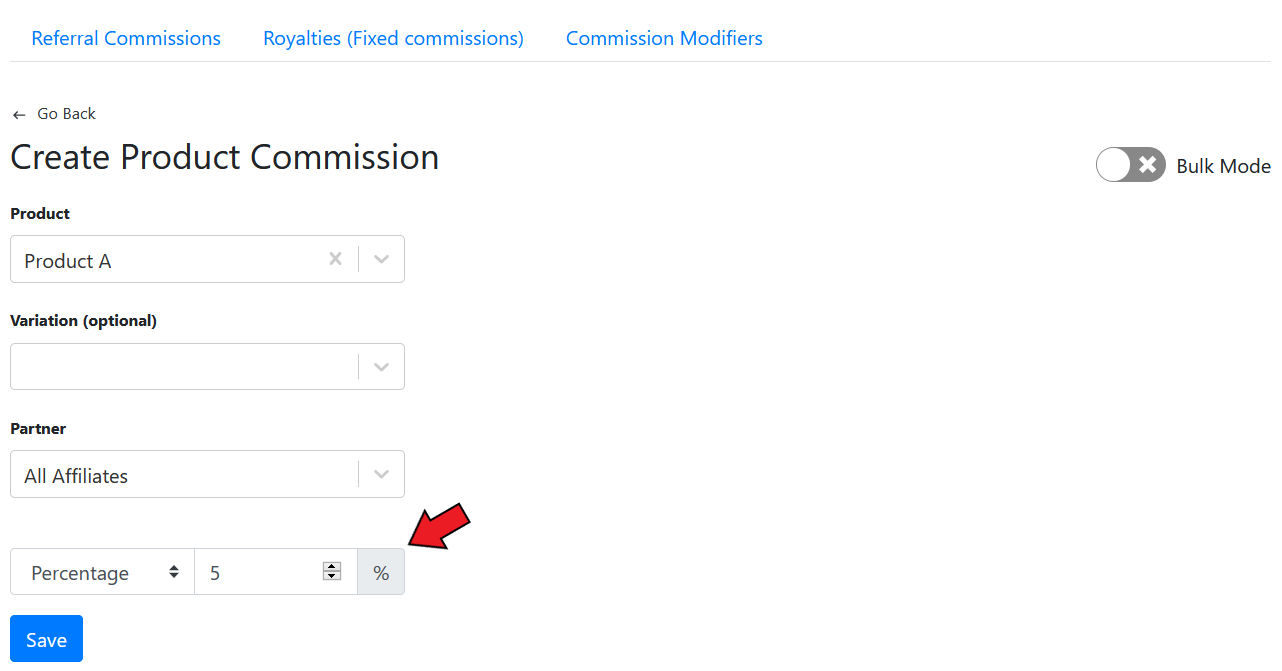 Referral Commissions Royalties (Fixed commissions) Commission Modifiers
← Go Back
Create Product Commission
Bulk Mode
Product
Product A
Variation (optional)
Partner
All Affiliates
Percentage 5 %
Save